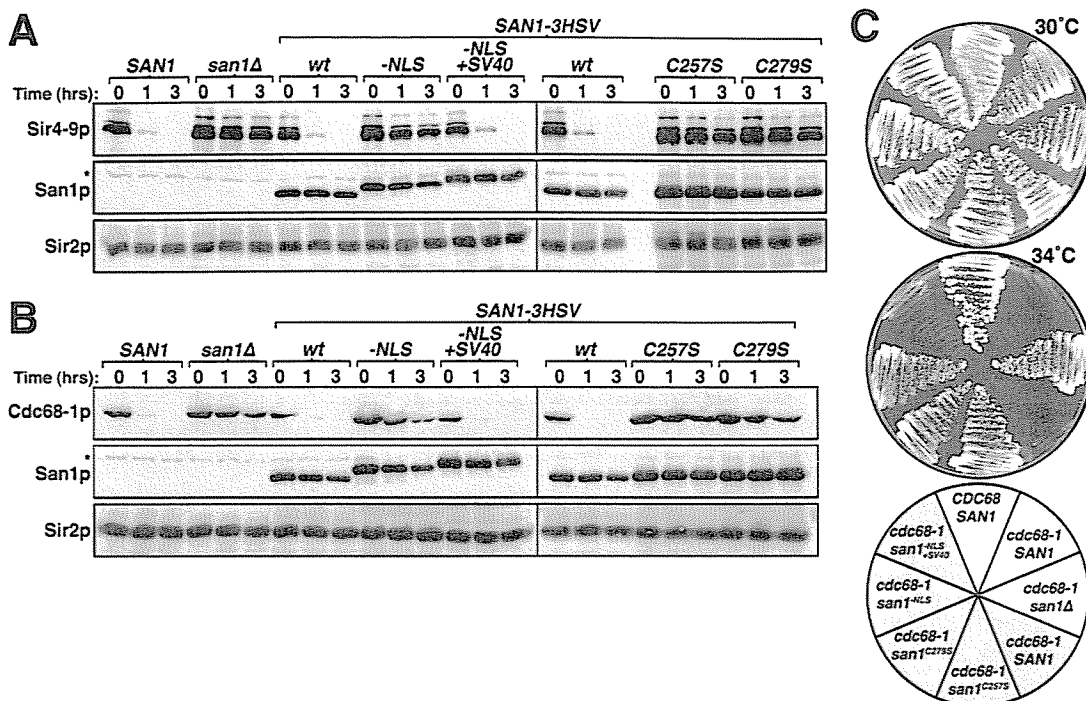 A
SAN1-3HSV
SAN1 san1Δ wt -NLS -NLS +SV40 wt C257S C279S
Time (hrs): 0 1 3 0 1 3 0 1 3 0 1 3 0 1 3 0 1 3 0 1 3 0 1 3
Sir4-9p
San1p *
Sir2p
B
SAN1-3HSV
SAN1 san1Δ wt -NLS -NLS +SV40 wt C257S C279S
Time (hrs): 0 1 3 0 1 3 0 1 3 0 1 3 0 1 3 0 1 3 0 1 3 0 1 3
Cdc68-1p
San1p *
Sir2p
C
30°C
34°C
CDC68
SAN1
cdc68-1
SAN1
cdc68-1
san1Δ
cdc68-1
SAN1
cdc68-1
san1C257S
cdc68-1
san1C279S
cdc68-1
san1-NLS
cdc68-1
san1-NLS +SV40